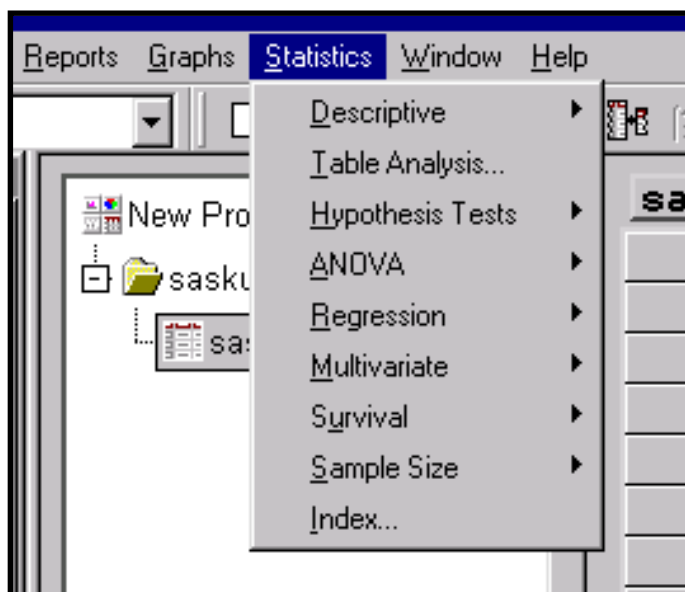 Reports Graphs Statistics Window Help
Descriptive
Table Analysis...
Hypothesis Tests
ANOVA
Regression
Multivariate
Survival
Sample Size
Index...
New Pro
sasku
sas
sa